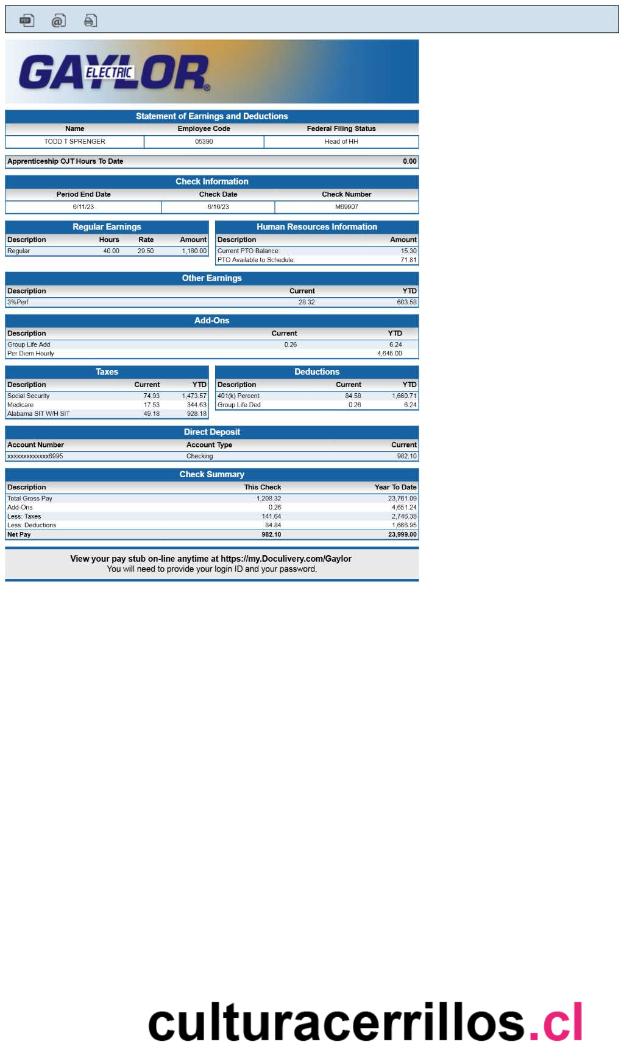 GAYLOR ELECTRIC ®
Statement of Earnings and Deductions
Name Employee Code Federal Filing Status
TODD T SPRENGER 05390 Head of HH
Apprenticeship OJT Hours To Date 0.00
Check Information
Period End Date Check Date Check Number
6/11/23 6/16/23 M69907
Regular Earnings
Description Hours Rate Amount
Regular 40.00 29.50 1,180.00
Human Resources Information
Description Amount
Current PTO Balance: 15.30
PTO Available to Schedule: 71.81
Other Earnings
Description Current YTD
3%Perf 28.32 603.58
Add-Ons
Description Current YTD
Group Life Add 0.26 6.24
Per Diem Hourly 4,645.00
Taxes
Description Current YTD
Social Security 74.93 1,473.57
Medicare 17.53 344.63
Alabama SIT W/H SIT 49.18 928.18
Deductions
Description Current YTD
401(k) Percent 84.58 1,660.71
Group Life Ded 0.26 6.24
Direct Deposit
Account Number Account Type Current
xxxxxxxxxxxxx6995 Checking 982.10
Check Summary
Description This Check Year To Date
Total Gross Pay 1,208.32 23,761.09
Add-Ons 0.26 4,651.24
Less: Taxes 141.64 2,746.38
Less: Deductions 84.84 1,666.95
Net Pay 982.10 23,999.00
View your pay stub on-line anytime at https://my.Doculivery.com/Gaylor
You will need to provide your login ID and your password.
culturacerrillos.cl